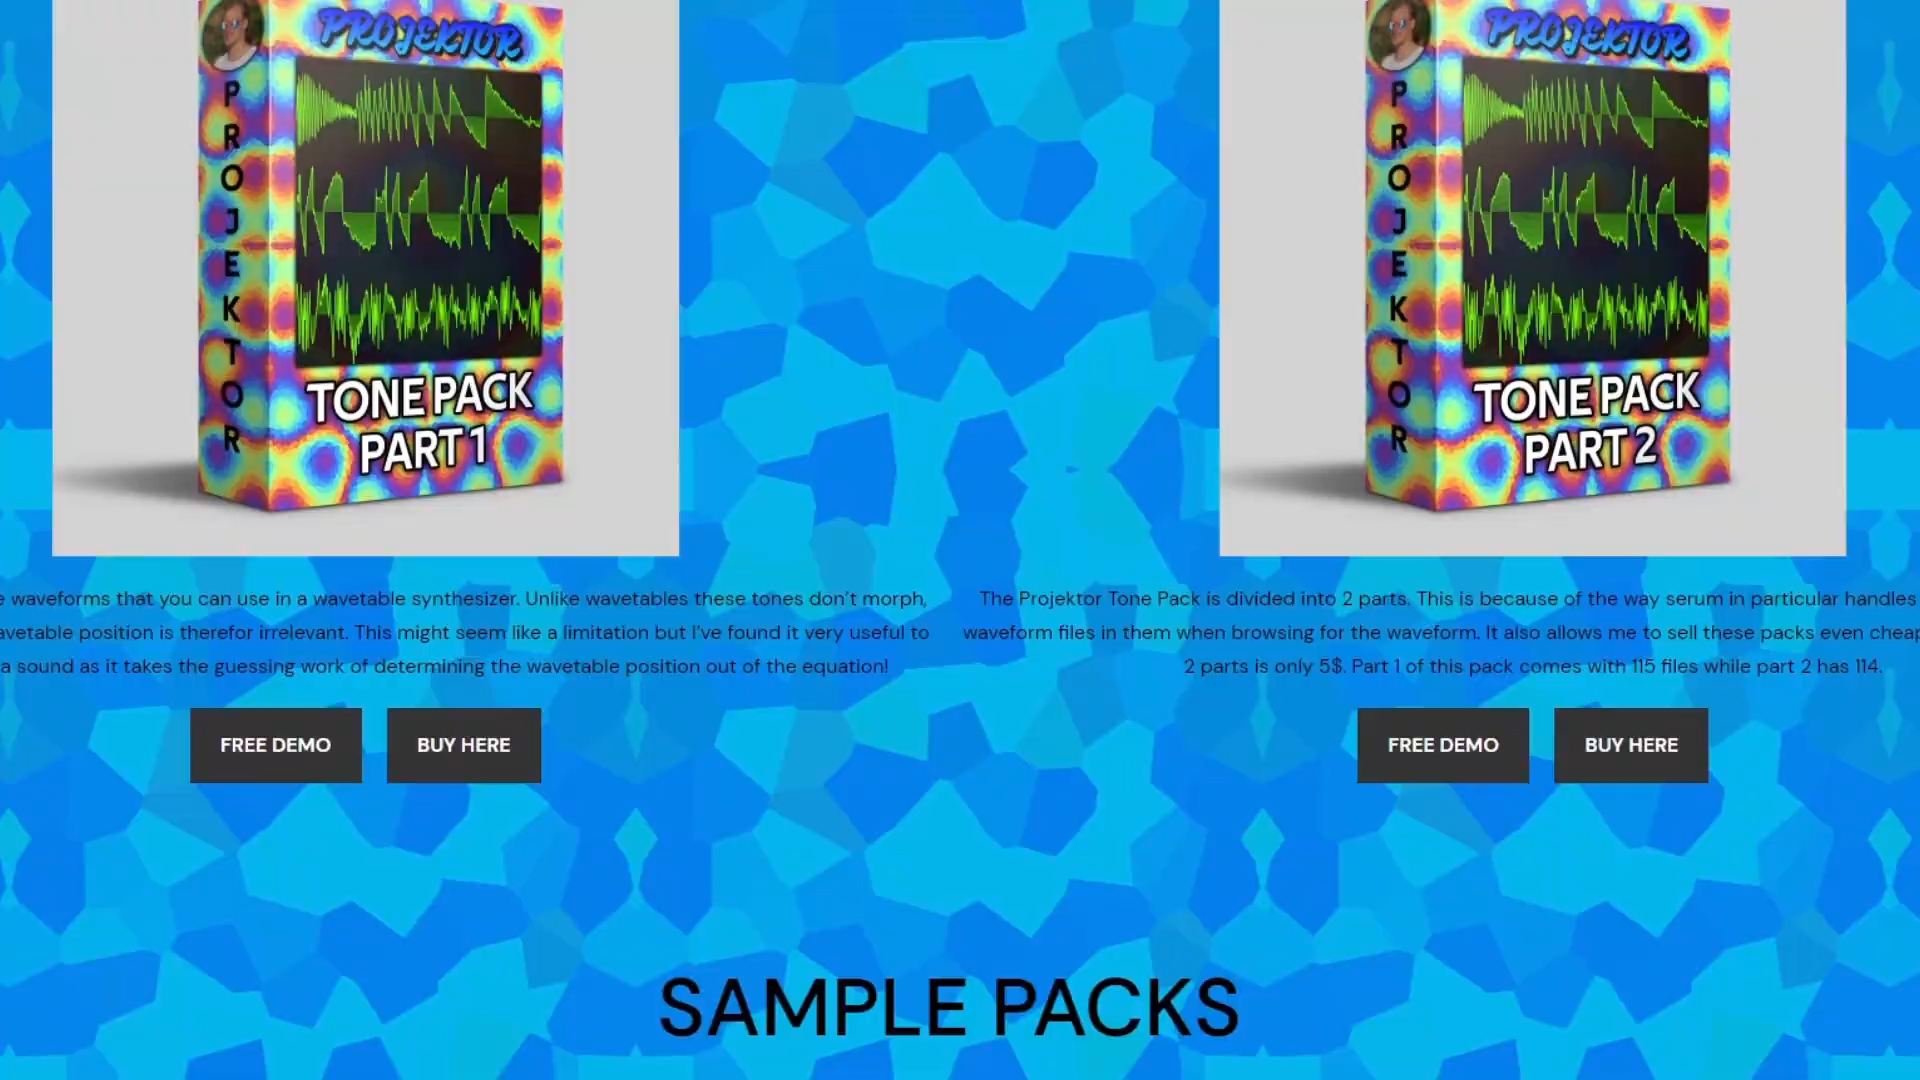 PROJEKTOR
PROJEKTOR
TONE PACK
PART 1
PROJEKTOR
PROJEKTOR
TONE PACK
PART 2
waveforms that you can use in a wavetable synthesizer. Unlike wavetables these tones don't morph,
position is therefor irrelevant. This might seem like a limitation but I've found it very useful to
a sound as it takes the guessing work of determining the wavetable position out of the equation!
FREE DEMO
BUY HERE
The Projektor Tone Pack is divided into 2 parts. This is because of the way serum in particular handles
waveform files in them when browsing for the waveform. It also allows me to sell these packs even
2 parts is only 5$. Part 1 of this pack comes with 115 files while part 2 has 114.
FREE DEMO
BUY HERE
SAMPLE PACKS